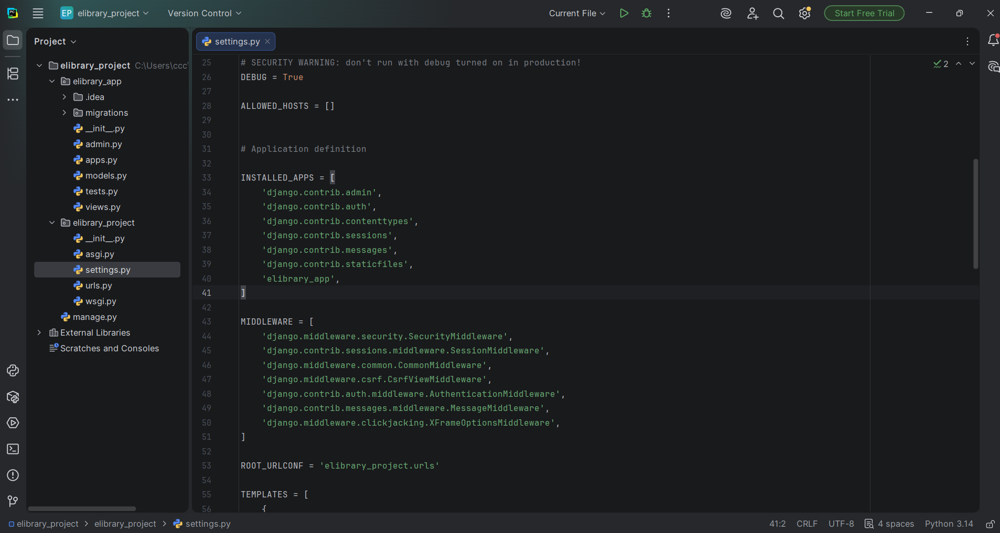 EP elibrary_project Version Control Current File Start Free Trial
Project
elibrary_project C:\Users\ccc
elibrary_app
.idea
migrations
__init__.py
admin.py
apps.py
models.py
tests.py
views.py
elibrary_project
__init__.py
asgi.py
settings.py
urls.py
wsgi.py
manage.py
External Libraries
Scratches and Consoles
settings.py
2
25 # SECURITY WARNING: don't run with debug turned on in production!
26 DEBUG = True
27
28 ALLOWED_HOSTS = []
29
30
31 # Application definition
32
33 INSTALLED_APPS = [
34 'django.contrib.admin',
35 'django.contrib.auth',
36 'django.contrib.contenttypes',
37 'django.contrib.sessions',
38 'django.contrib.messages',
39 'django.contrib.staticfiles',
40 'elibrary_app',
41 ]
42
43 MIDDLEWARE = [
44 'django.middleware.security.SecurityMiddleware',
45 'django.contrib.sessions.middleware.SessionMiddleware',
46 'django.middleware.common.CommonMiddleware',
47 'django.middleware.csrf.CsrfViewMiddleware',
48 'django.contrib.auth.middleware.AuthenticationMiddleware',
49 'django.contrib.messages.middleware.MessageMiddleware',
50 'django.middleware.clickjacking.XFrameOptionsMiddleware',
51 ]
52
53 ROOT_URLCONF = 'elibrary_project.urls'
54
55 TEMPLATES = [
56 {
elibrary_project elibrary_project settings.py 41:2 CRLF UTF-8 4 spaces Python 3.14